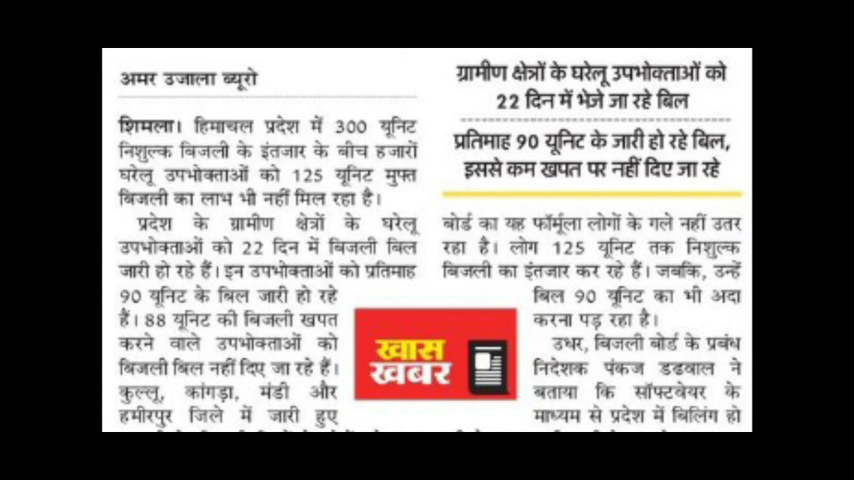 अमर उजाला ब्यूरो
शिमला। हिमाचल प्रदेश में 300 यूनिट
निशुल्क बिजली के इंतजार के बीच हजारों
घरेलू उपभोक्ताओं को 125 यूनिट मुफ्त
बिजली का लाभ भी नहीं मिल रहा है।
प्रदेश के ग्रामीण क्षेत्रों के घरेलू
उपभोक्ताओं को 22 दिन में बिजली बिल
जारी हो रहे हैं। इन उपभोक्ताओं को प्रतिमाह
90 यूनिट के बिल जारी हो रहे
हैं। 88 यूनिट की बिजली खपत
करने वाले उपभोक्ताओं को
बिजली बिल नहीं दिए जा रहे हैं।
कुल्लू, कांगड़ा, मंडी और
हमीरपुर जिले में जारी हुए
खास
खबर
ग्रामीण क्षेत्रों के घरेलू उपभोक्ताओं को
22 दिन में भेजे जा रहे बिल
प्रतिमाह 90 यूनिट के जारी हो रहे बिल,
इससे कम खपत पर नहीं दिए जा रहे
बोर्ड का यह फॉर्मूला लोगों के गले नहीं उतर
रहा है। लोग 125 यूनिट तक निशुल्क
बिजली का इंतजार कर रहे हैं। जबकि, उन्हें
बिल 90 यूनिट का भी अदा
करना पड़ रहा है।
उधर, बिजली बोर्ड के प्रबंध
निदेशक पंकज डढवाल ने
बताया कि सॉफ्टवेयर के
माध्यम से प्रदेश में बिलिंग हो